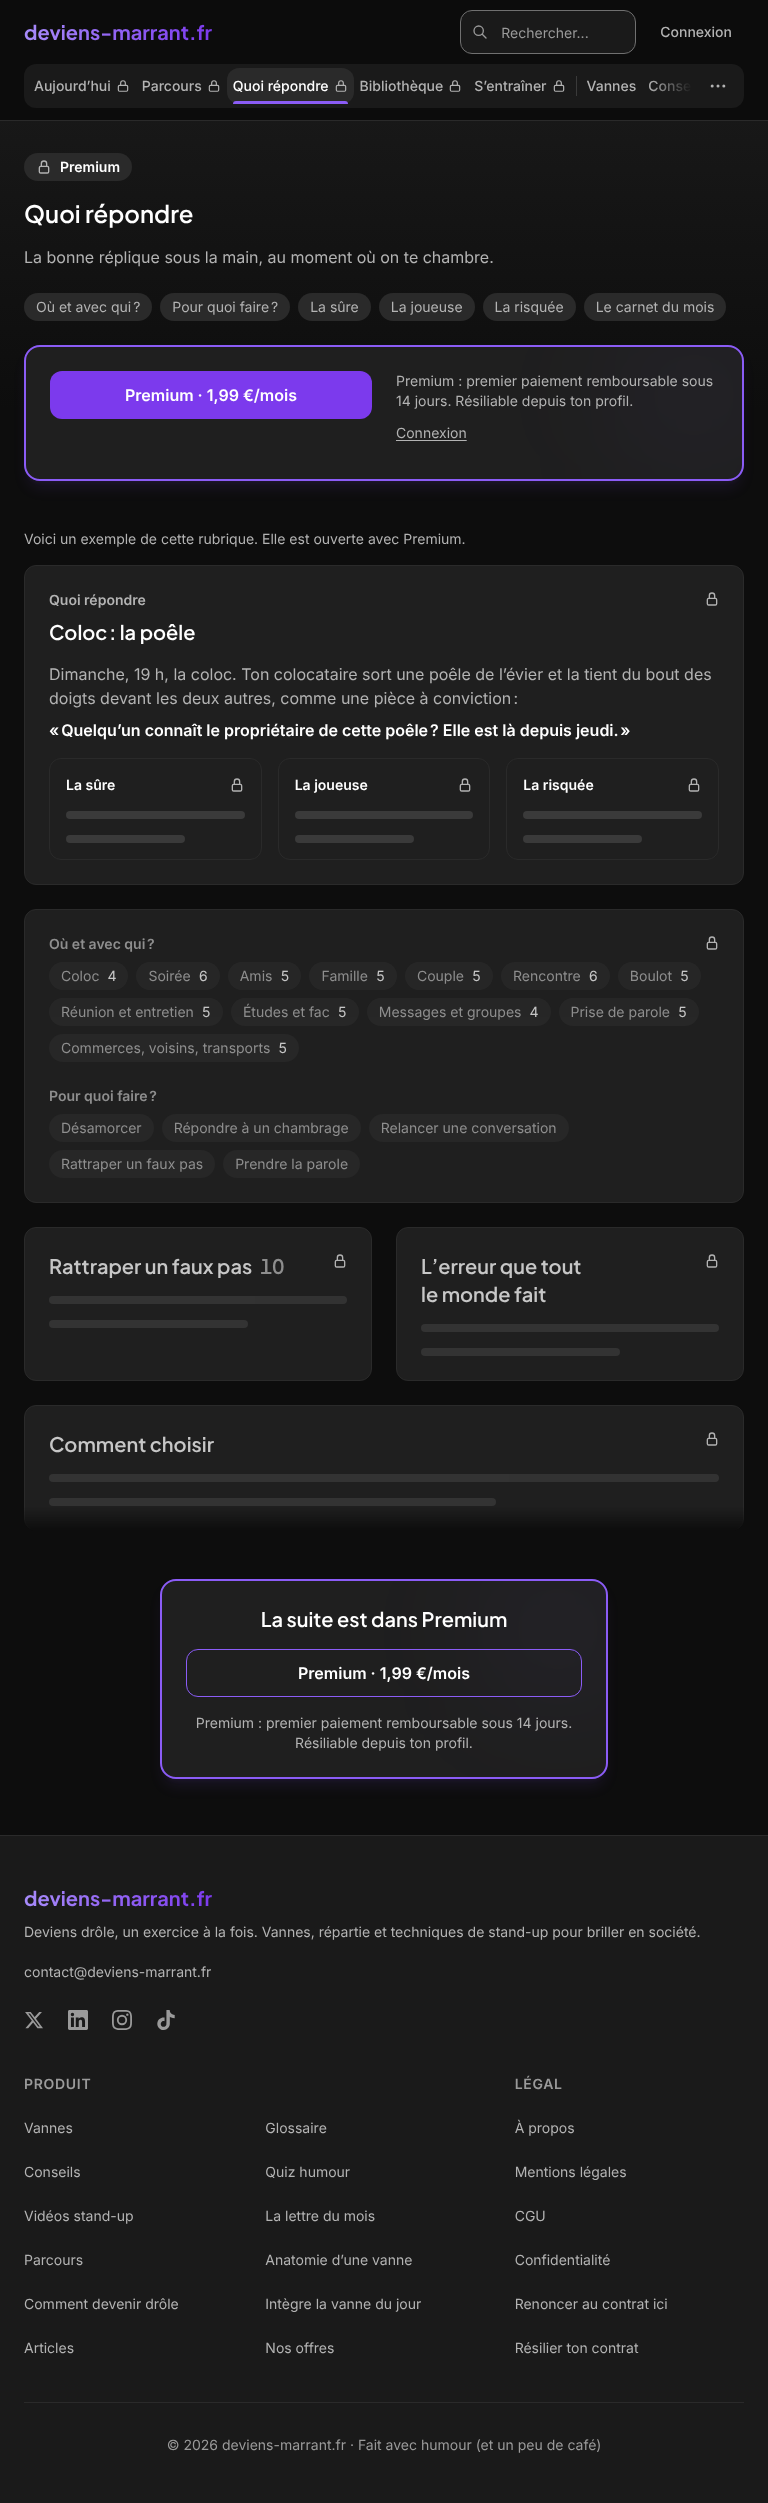 deviens-marrant.fr
Rechercher...
Connexion
Aujourd’hui
Parcours
Quoi répondre
Bibliothèque
S’entraîner
Vannes
Premium
Quoi répondre
La bonne réplique sous la main, au moment où on te chambre.
Où et avec qui ?
Pour quoi faire ?
La sûre
La joueuse
La risquée
Le carnet du mois
Premium · 1,99 €/mois
Premium : premier paiement remboursable sous
14 jours. Résiliable depuis ton profil.
Connexion
Voici un exemple de cette rubrique. Elle est ouverte avec Premium.
Quoi répondre
Coloc : la poêle
Dimanche, 19 h, la coloc. Ton colocataire sort une poêle de l’évier et la tient du bout des
doigts devant les deux autres, comme une pièce à conviction :
« Quelqu’un connaît le propriétaire de cette poêle ? Elle est là depuis jeudi. »
La sûre
La joueuse
La risquée
Où et avec qui ?
Coloc 4
Soirée 6
Amis 5
Famille 5
Couple 5
Rencontre 6
Boulot 5
Réunion et entretien 5
Études et fac 5
Messages et groupes 4
Prise de parole 5
Commerces, voisins, transports 5
Pour quoi faire ?
Désamorcer
Répondre à un chambrage
Relancer une conversation
Rattraper un faux pas
Prendre la parole
Rattraper un faux pas 10
L’erreur que tout
le monde fait
Comment choisir
La suite est dans Premium
Premium · 1,99 €/mois
Premium : premier paiement remboursable sous 14 jours.
Résiliable depuis ton profil.
deviens-marrant.fr
Deviens drôle, un exercice à la fois. Vannes, répartie et techniques de stand-up pour briller en société.
contact@deviens-marrant.fr
PRODUIT
Vannes
Conseils
Vidéos stand-up
Parcours
Comment devenir drôle
Articles
Glossaire
Quiz humour
La lettre du mois
Anatomie d’une vanne
Intègre la vanne du jour
Nos offres
LÉGAL
À propos
Mentions légales
CGU
Confidentialité
Renoncer au contrat ici
Résilier ton contrat
© 2026 deviens-marrant.fr · Fait avec humour (et un peu de café)